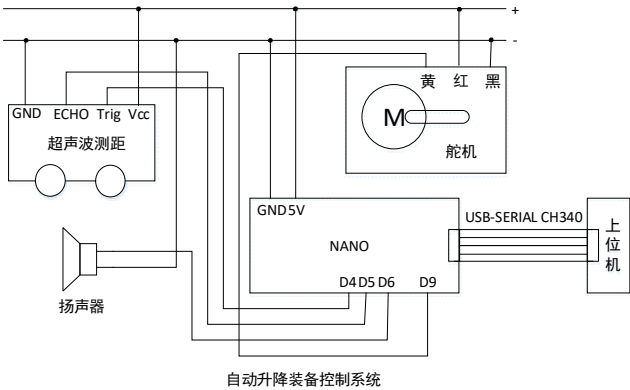 +
-
黄 红 黑
GND ECHO Trig Vcc
超声波测距
M
舵机
GND 5V
USB-SERIAL CH340
上位机
NANO
D4 D5 D6 D9
扬声器
自动升降装备控制系统